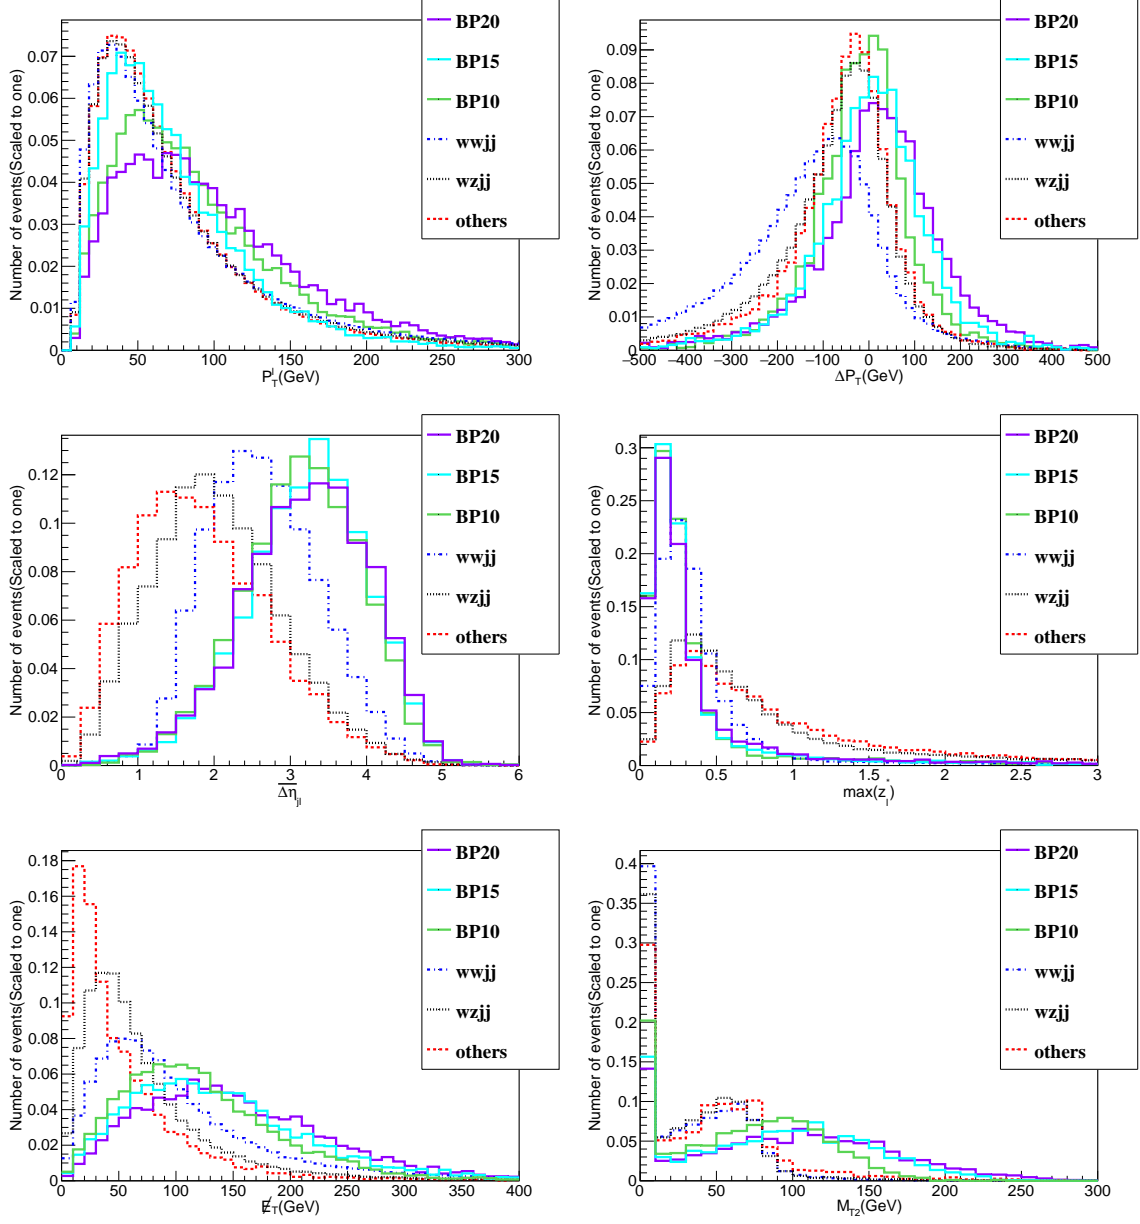 Number of events(Scaled to one)
0.07
0.06
0.05
0.04
0.03
0.02
0.01
0
0 50 100 150 200 250 300
P_T^l(GeV)
BP20
BP15
BP10
wwjj
wzjj
others
Number of events(Scaled to one)
0.09
0.08
0.07
0.06
0.05
0.04
0.03
0.02
0.01
0
−500 −400 −300 −200 −100 0 100 200 300 400 500
ΔP_T(GeV)
BP20
BP15
BP10
wwjj
wzjj
others
Number of events(Scaled to one)
0.12
0.1
0.08
0.06
0.04
0.02
0
0 1 2 3 4 5 6
Δη_jl
BP20
BP15
BP10
wwjj
wzjj
others
Number of events(Scaled to one)
0.3
0.25
0.2
0.15
0.1
0.05
0
0 0.5 1 1.5 2 2.5 3
max(z_l^*)
BP20
BP15
BP10
wwjj
wzjj
others
Number of events(Scaled to one)
0.18
0.16
0.14
0.12
0.1
0.08
0.06
0.04
0.02
0
0 50 100 150 200 250 300 350 400
E̸_T(GeV)
BP20
BP15
BP10
wwjj
wzjj
others
Number of events(Scaled to one)
0.4
0.35
0.3
0.25
0.2
0.15
0.1
0.05
0
0 50 100 150 200 250 300
M_T2(GeV)
BP20
BP15
BP10
wwjj
wzjj
others